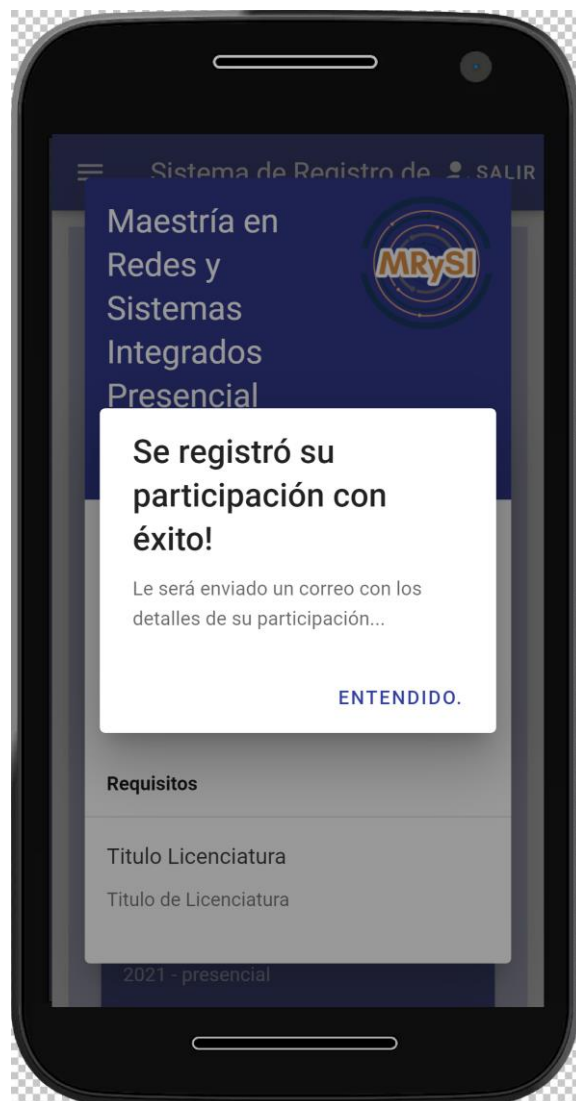 Sistema de Registro de
SALIR
Maestría en
Redes y
Sistemas
Integrados
Presencial
MRySI
Se registró su
participación con
éxito!
Le será enviado un correo con los
detalles de su participación...
ENTENDIDO.
Requisitos
Titulo Licenciatura
Titulo de Licenciatura
2021 - presencial